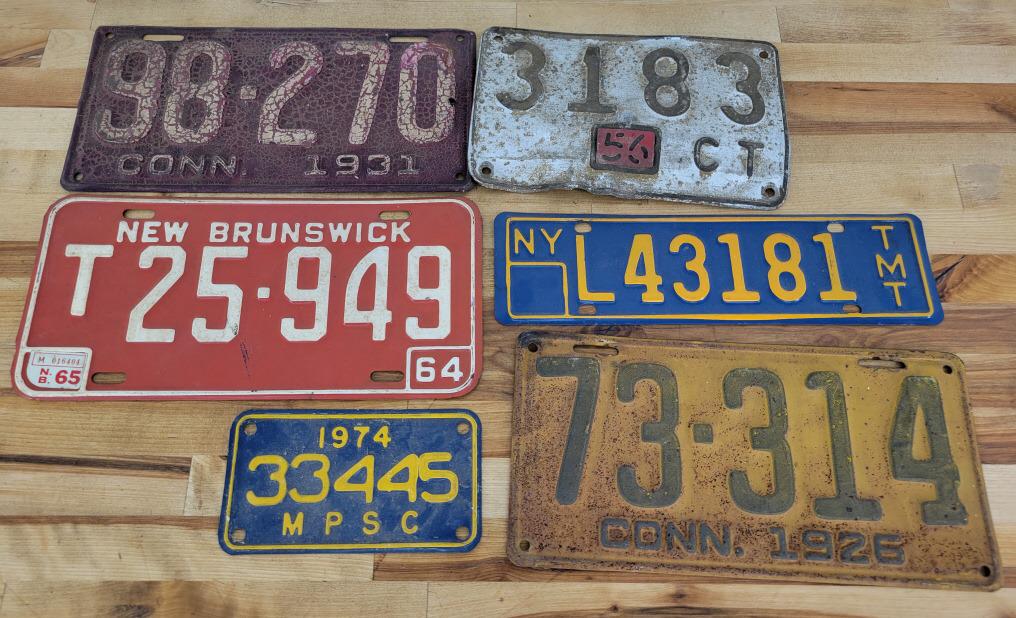 98·270
CONN. 1931
3183
56
CT
NEW BRUNSWICK
T25·949
M 016484
N.B. 65
64
NY
L43181
TMT
1974
33445
MPSC
73·314
CONN. 1926